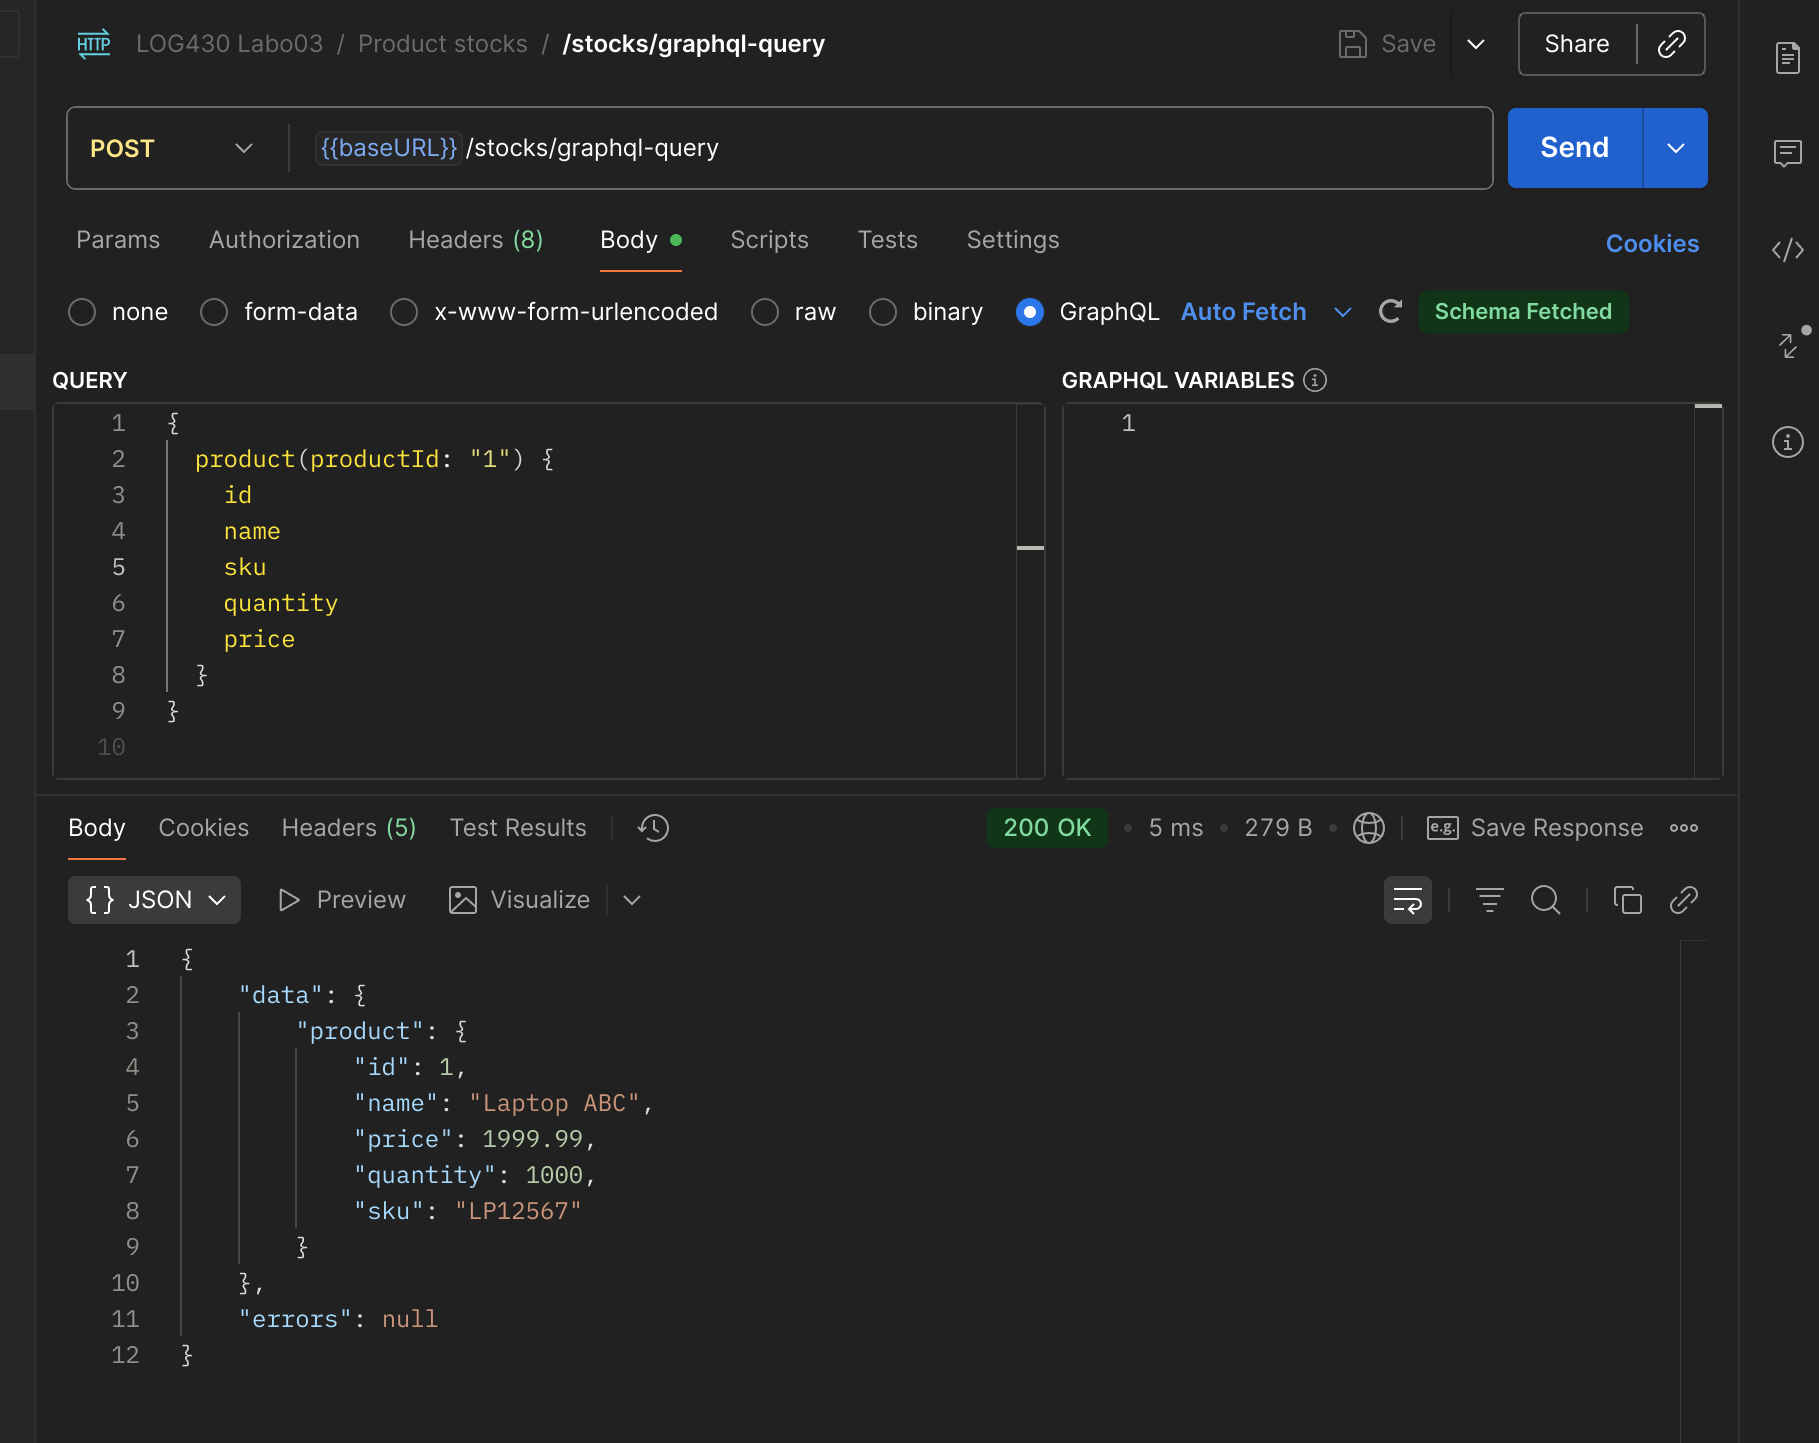 HTTP LOG430 Labo03 / Product stocks / /stocks/graphql-query Save Share
POST {{baseURL}}/stocks/graphql-query Send
Params Authorization Headers (8) Body Scripts Tests Settings Cookies
none form-data x-www-form-urlencoded raw binary GraphQL Auto Fetch Schema Fetched
QUERY
1 {
2 product(productId: "1") {
3 id
4 name
5 sku
6 quantity
7 price
8 }
9 }
10
GRAPHQL VARIABLES
1
Body Cookies Headers (5) Test Results 200 OK • 5 ms • 279 B • e.g. Save Response
{} JSON Preview Visualize
1 {
2 "data": {
3 "product": {
4 "id": 1,
5 "name": "Laptop ABC",
6 "price": 1999.99,
7 "quantity": 1000,
8 "sku": "LP12567"
9 }
10 },
11 "errors": null
12 }